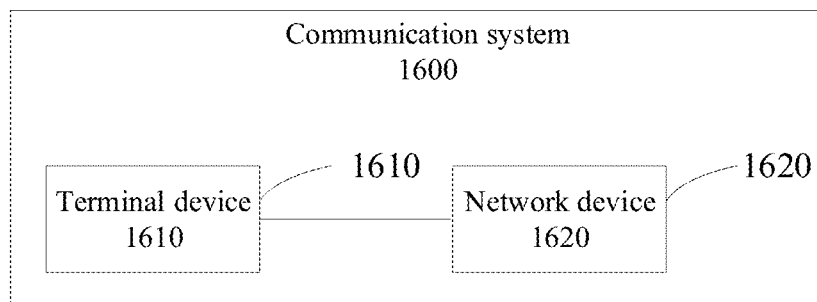 Communication system
1600
1610
1620
Terminal device
1610
Network device
1620